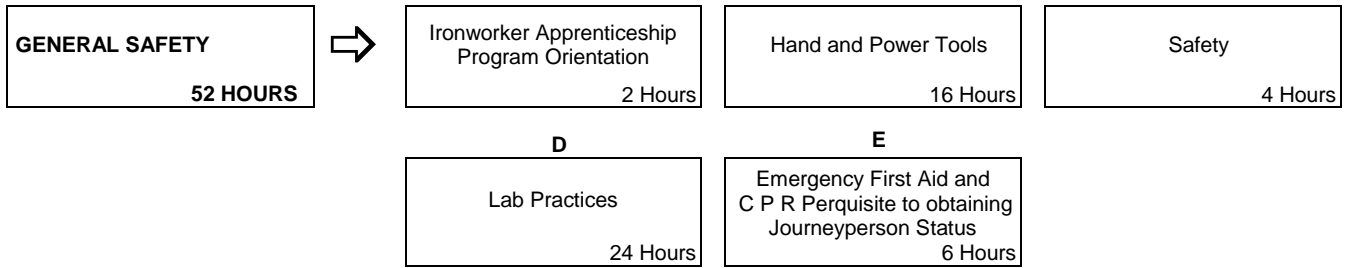 GENERAL SAFETY
52 HOURS
Ironworker Apprenticeship
Program Orientation
2 Hours
Hand and Power Tools
16 Hours
Safety
4 Hours
D
Lab Practices
24 Hours
E
Emergency First Aid and
C P R Perquisite to obtaining
Journeyperson Status
6 Hours